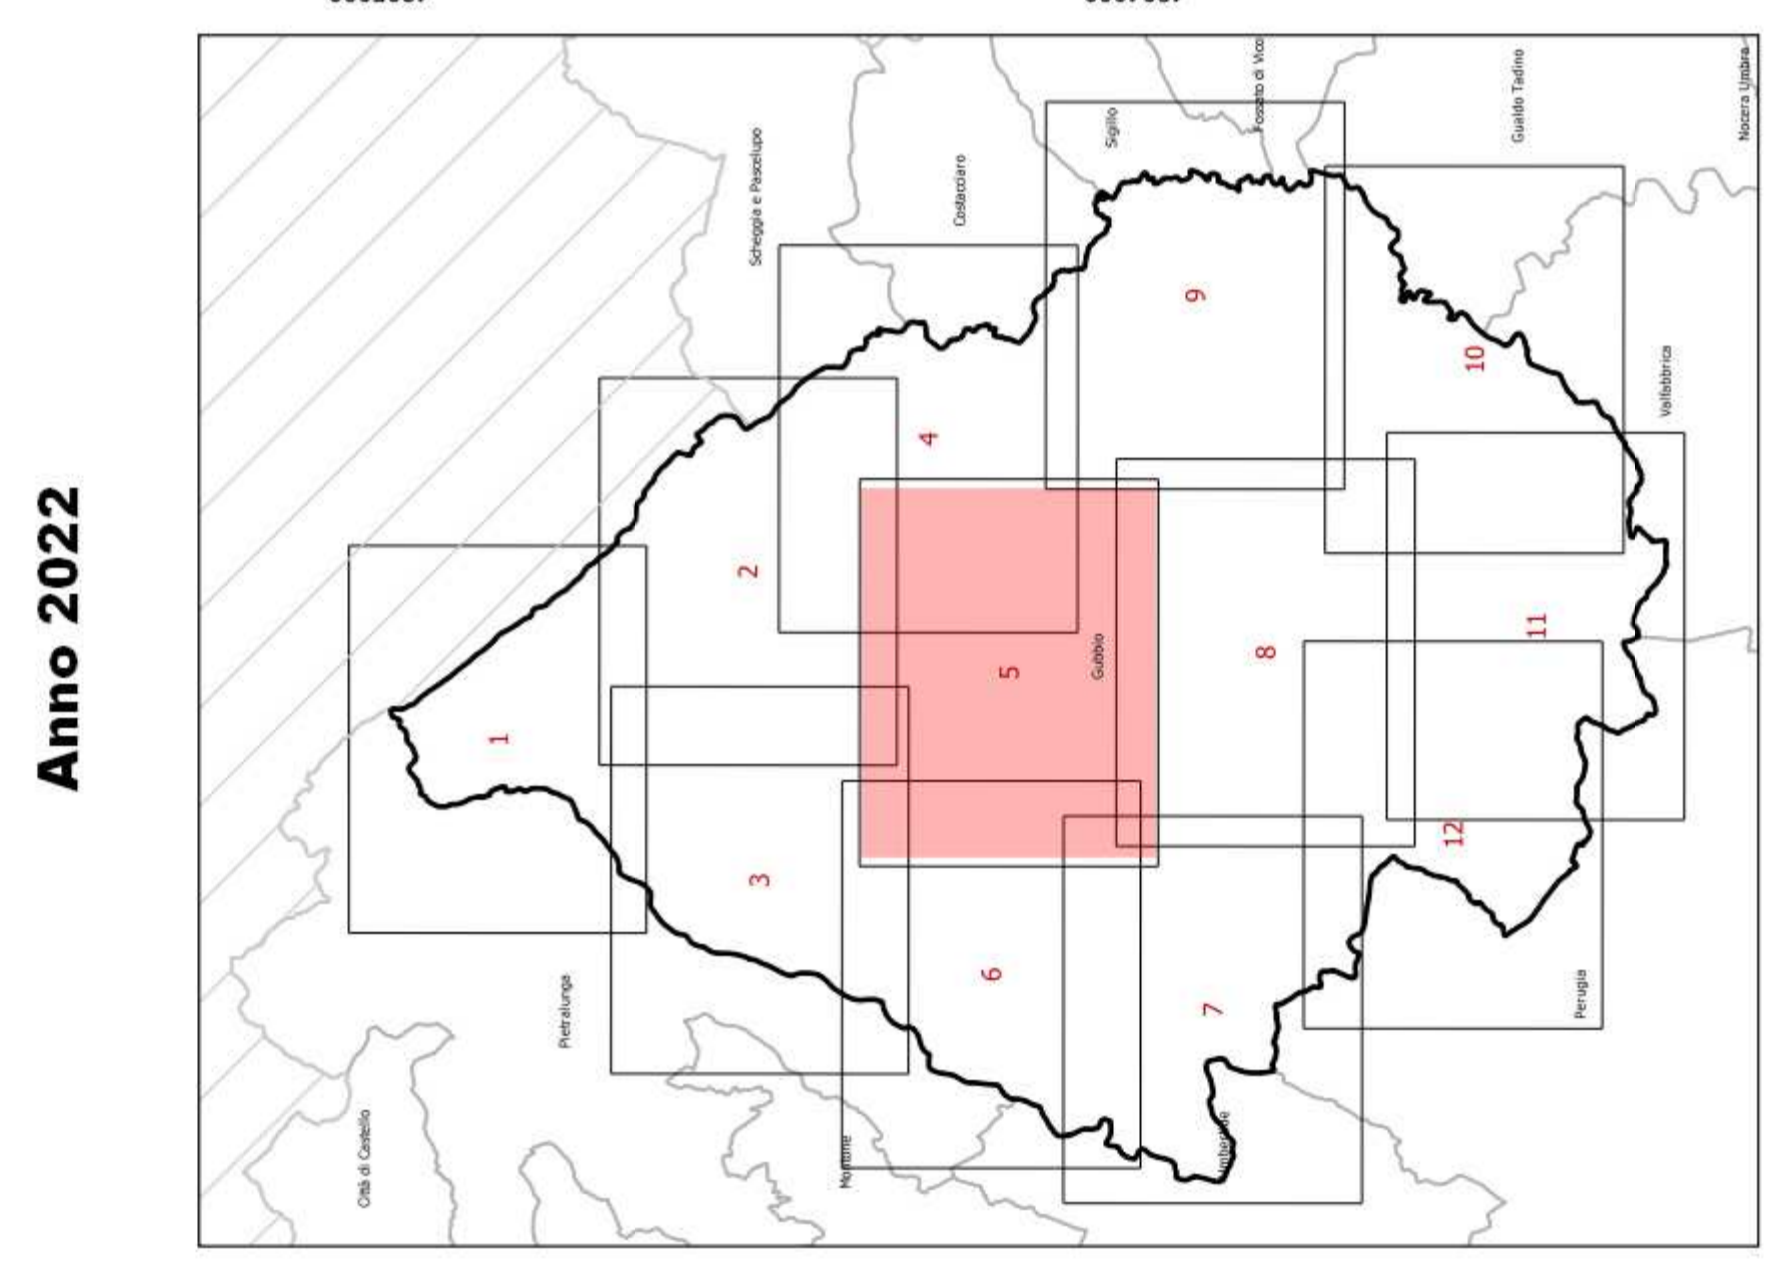 Anno 2022
Città di Castello
Pietralunga
Montone
Umbertide
Perugia
Valfabbrica
Gubbio
Scheggia e Pascelupo
Costacciaro
Sigillo
Fossato di Vico
Gualdo Tadino
Nocera Umbra
1
2
3
4
5
6
7
8
9
10
11
12